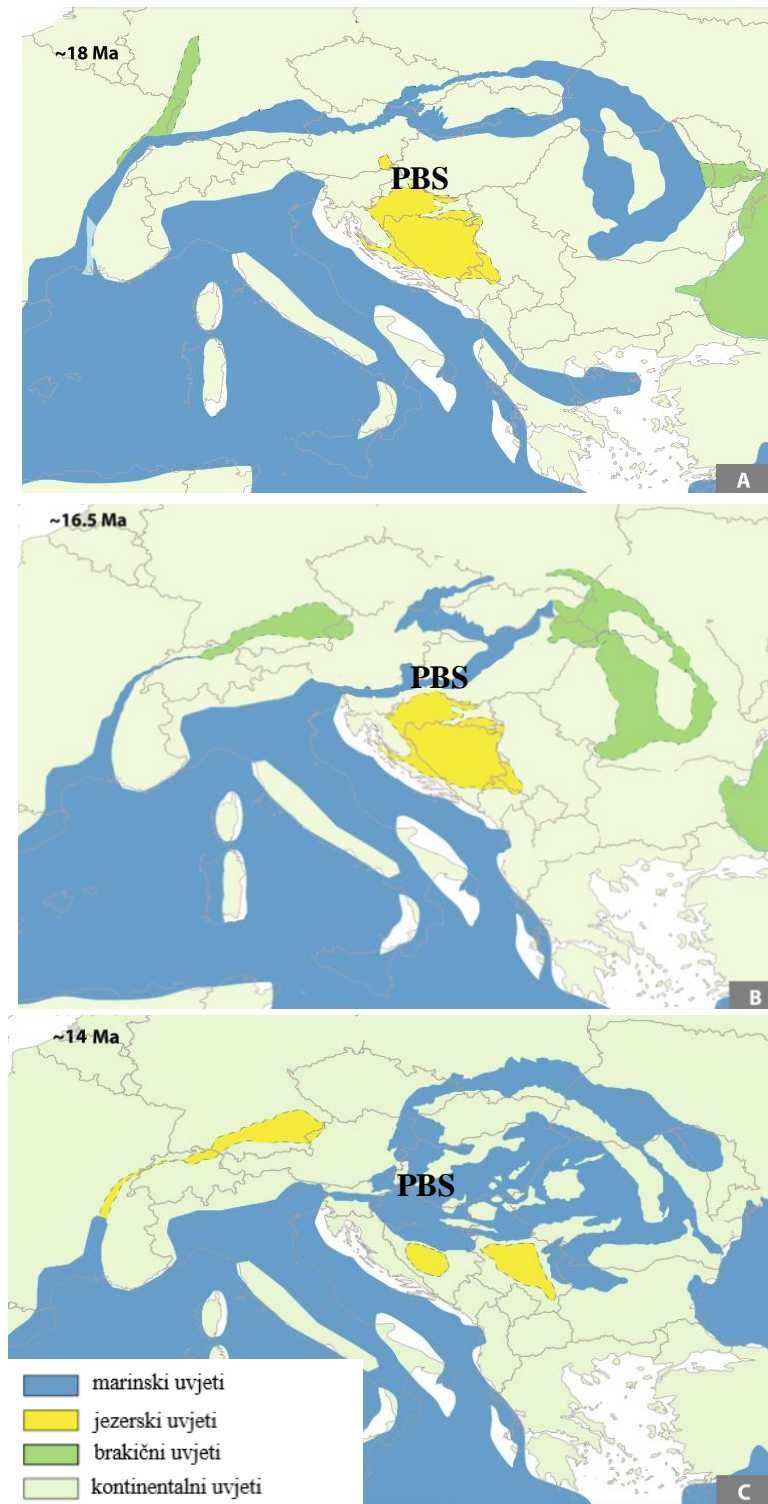 ~18 Ma
PBS
A
~16.5 Ma
PBS
B
~14 Ma
PBS
marinski uvjeti
jezerski uvjeti
brakični uvjeti
kontinentalni uvjeti
C